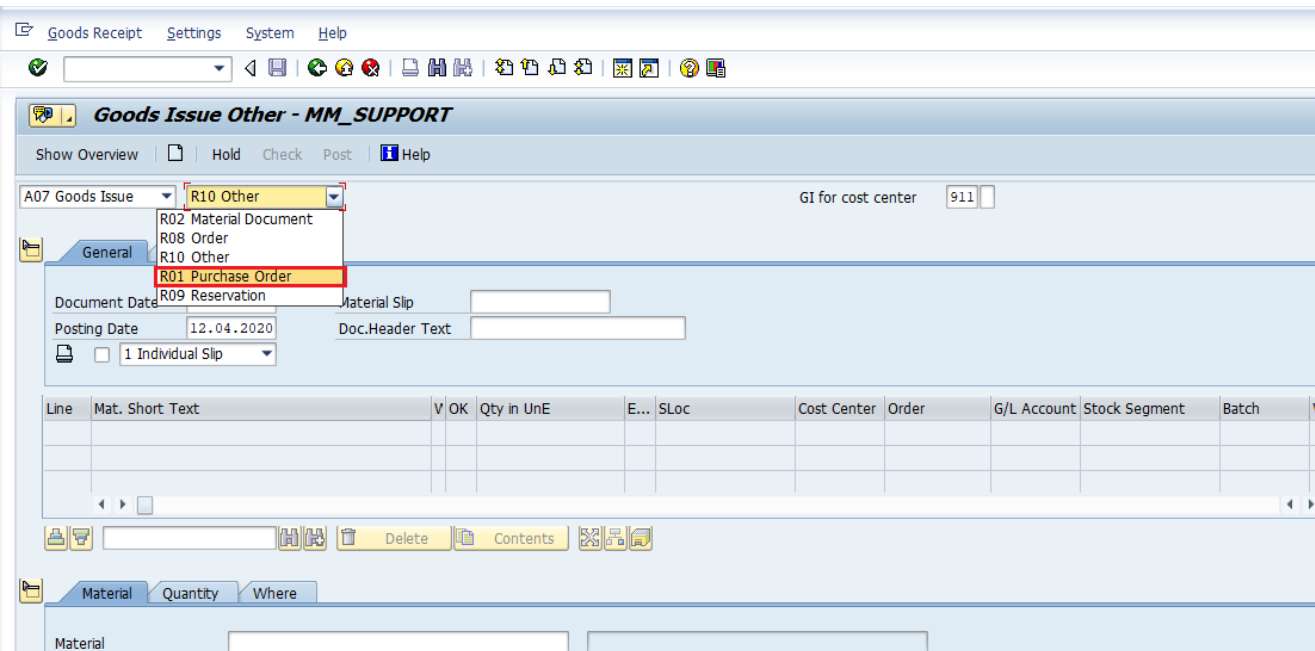 Goods Receipt Settings System Help
Goods Issue Other - MM_SUPPORT
Show Overview Hold Check Post Help
A07 Goods Issue R10 Other GI for cost center 911
R02 Material Document
R08 Order
General R10 Other
R01 Purchase Order
Document Date R09 Reservation Material Slip
Posting Date 12.04.2020 Doc.Header Text
1 Individual Slip
Line Mat. Short Text OK Qty in UnE E... SLoc Cost Center Order G/L Account Stock Segment Batch
Delete Contents
Material Quantity Where
Material